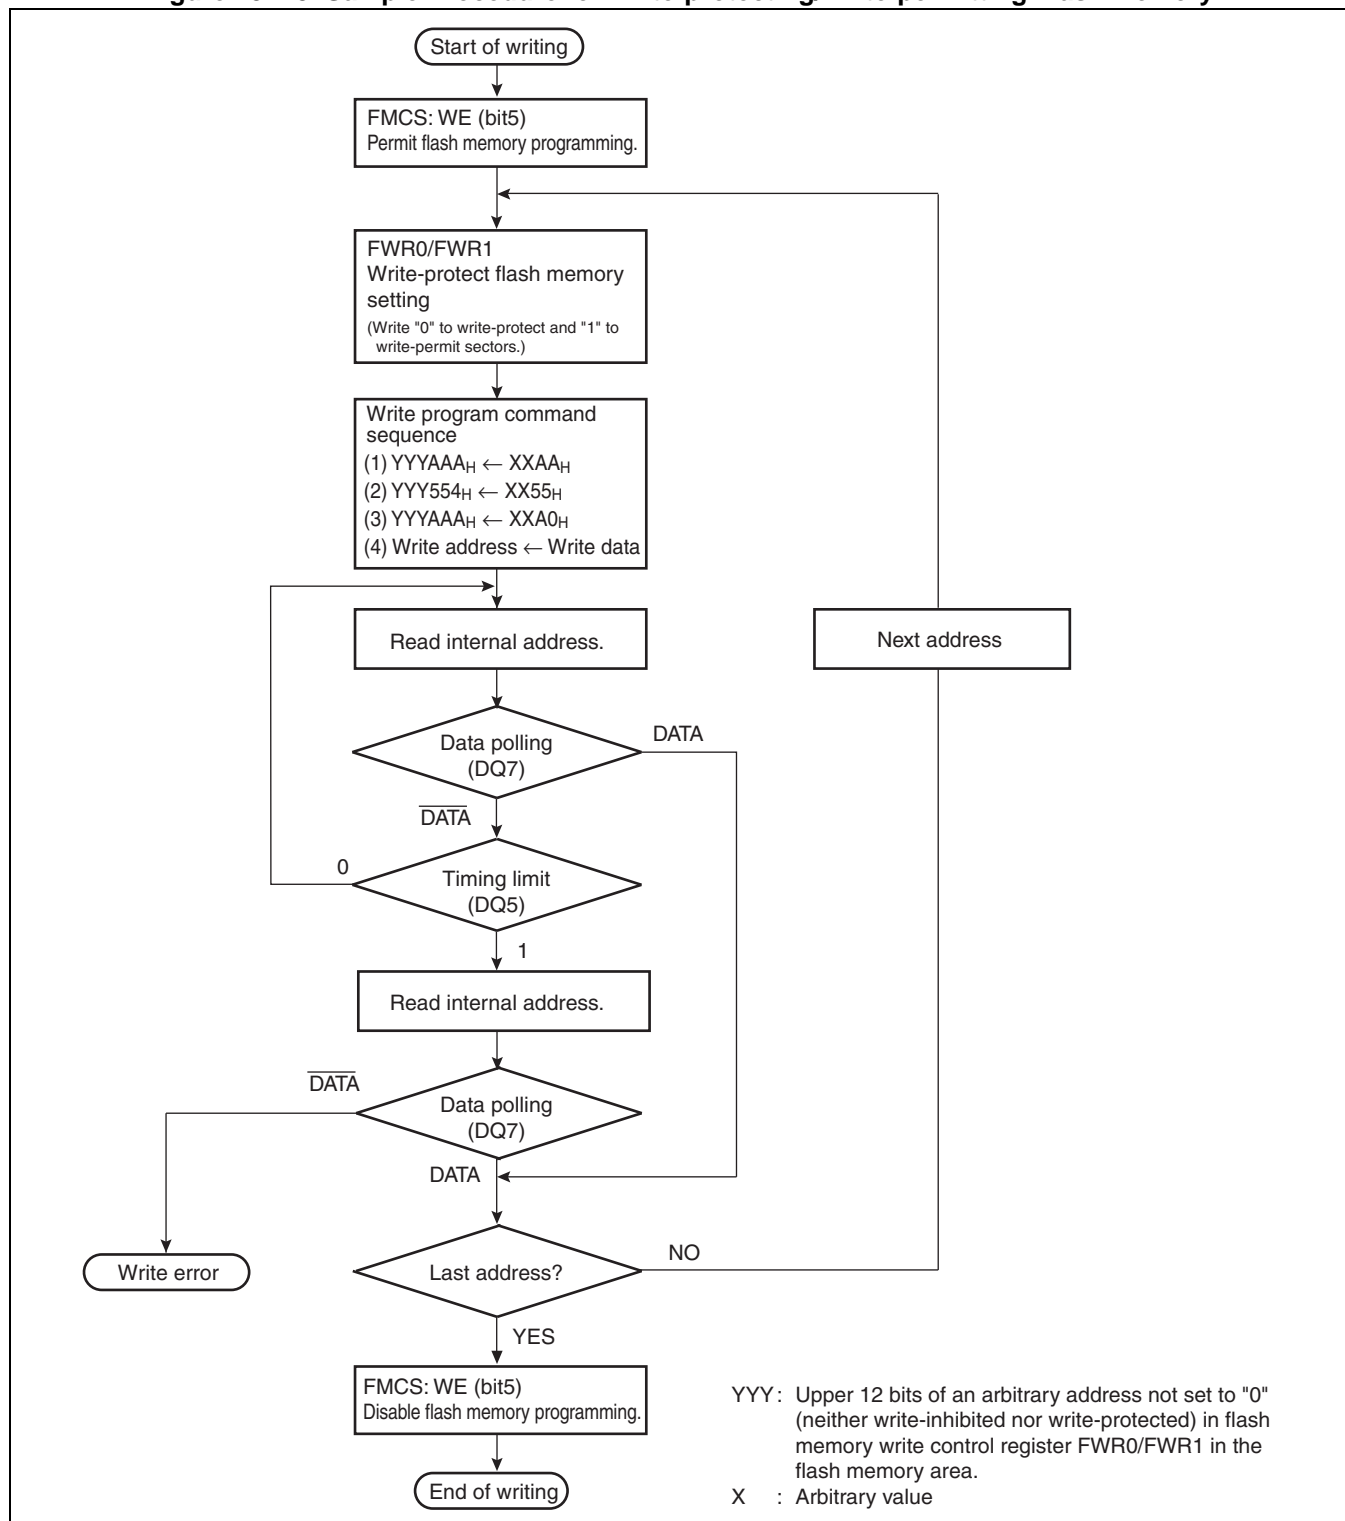 Start of writing
FMCS: WE (bit5)
Permit flash memory programming.
FWR0/FWR1
Write-protect flash memory
setting
(Write "0" to write-protect and "1" to
write-permit sectors.)
Write program command
sequence
(1) YYYAAAH ← XXAAH
(2) YYY554H ← XX55H
(3) YYYAAAH ← XXA0H
(4) Write address ← Write data
Read internal address.
Next address
Data polling
(DQ7)
DATA
DATA
0
Timing limit
(DQ5)
1
Read internal address.
DATA
Data polling
(DQ7)
DATA
Write error
Last address?
NO
YES
FMCS: WE (bit5)
Disable flash memory programming.
End of writing
YYY : Upper 12 bits of an arbitrary address not set to "0"
(neither write-inhibited nor write-protected) in flash
memory write control register FWR0/FWR1 in the
flash memory area.
X : Arbitrary value